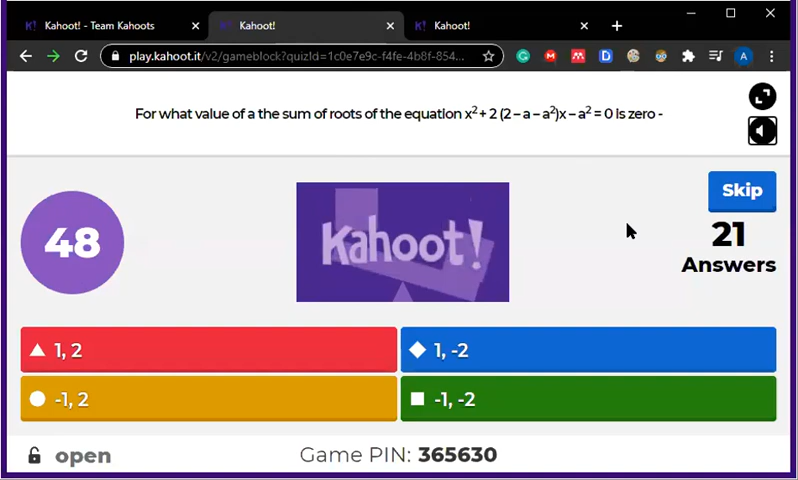 Kahoot! - Team Kahoots
Kahoot!
Kahoot!
play.kahoot.it/v2/gameblock?quizId=1c0e7e9c-f4fe-4b8f-854...
For what value of a the sum of roots of the equation x² + 2 (2 – a – a²)x – a² = 0 Is zero -
48
Kahoot!
Skip
21
Answers
1, 2
1, -2
-1, 2
-1, -2
open
Game PIN: 365630